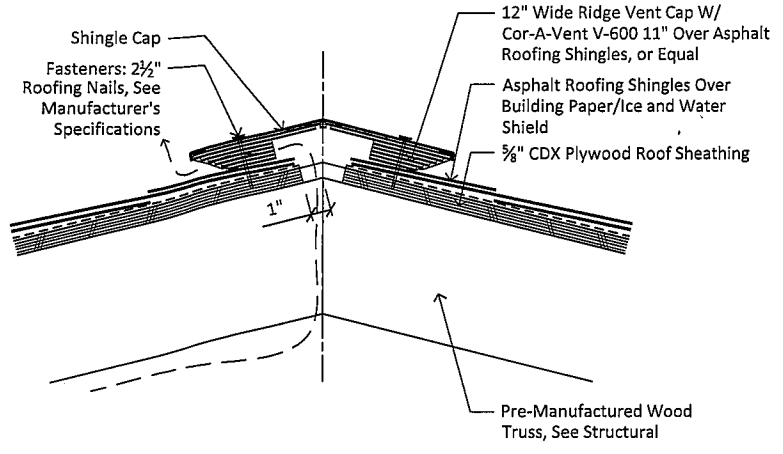 Shingle Cap
Fasteners: 2½"
Roofing Nails, See
Manufacturer's
Specifications
12" Wide Ridge Vent Cap W/
Cor-A-Vent V-600 11" Over Asphalt
Roofing Shingles, or Equal
Asphalt Roofing Shingles Over
Building Paper/Ice and Water
Shield
⅝" CDX Plywood Roof Sheathing
1"
Pre-Manufactured Wood
Truss, See Structural